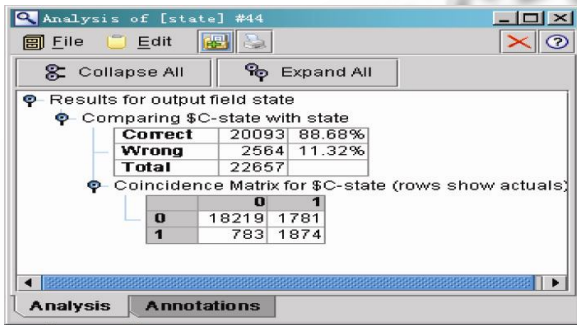 Analysis of [state] #44
File Edit
Collapse All Expand All
Results for output field state
Comparing $C-state with state
Correct 20093 88.68%
Wrong 2564 11.32%
Total 22657
Coincidence Matrix for $C-state (rows show actuals)
0 1
0 18219 1781
1 783 1874
Analysis Annotations